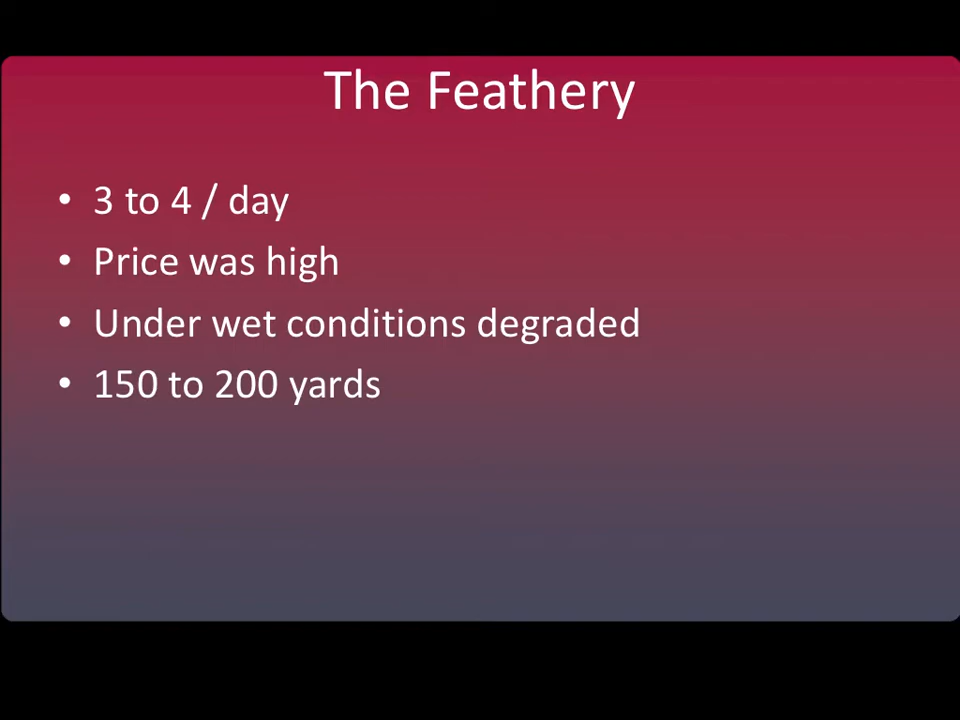 The Feathery
• 3 to 4 / day
• Price was high
• Under wet conditions degraded
• 150 to 200 yards